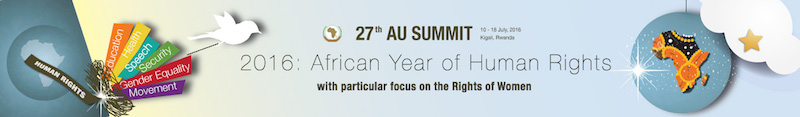 HUMAN RIGHTS
Education
Health
Speech
Security
Gender Equality
Movement
27th AU SUMMIT
10 - 18 July, 2016
Kigali, Rwanda
2016: African Year of Human Rights
with particular focus on the Rights of Women